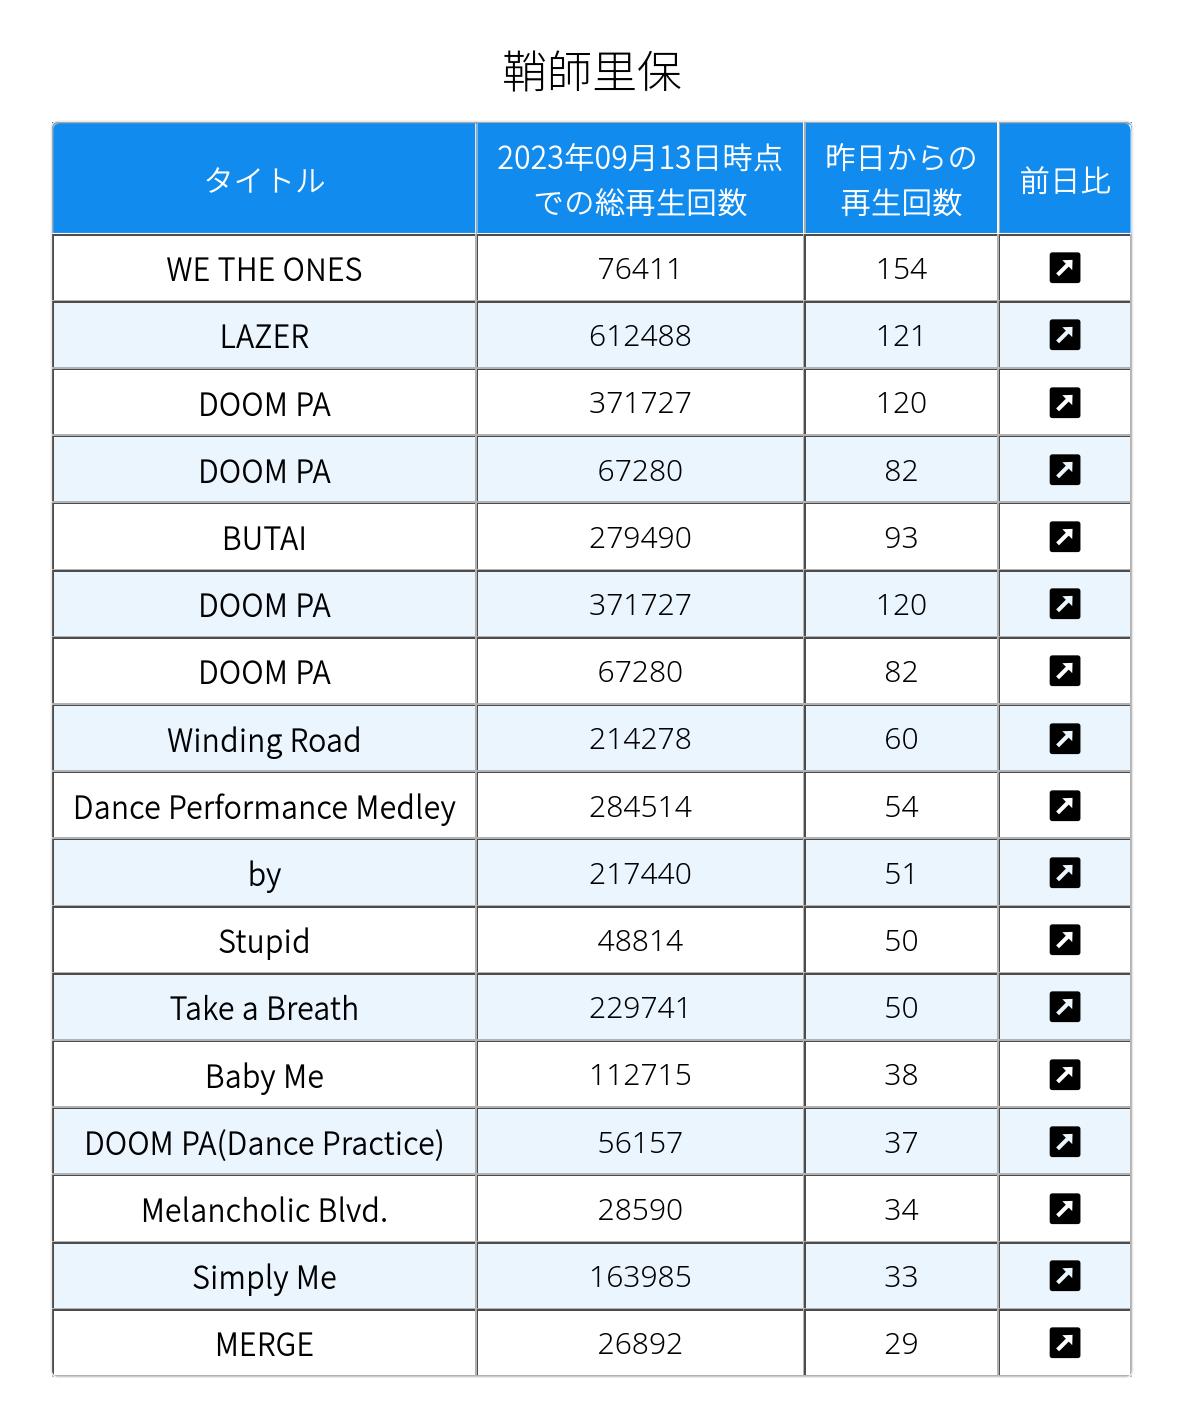 鞘師里保
タイトル 2023年09月13日時点での総再生回数 昨日からの再生回数 前日比
WE THE ONES 76411 154
LAZER 612488 121
DOOM PA 371727 120
DOOM PA 67280 82
BUTAI 279490 93
DOOM PA 371727 120
DOOM PA 67280 82
Winding Road 214278 60
Dance Performance Medley 284514 54
by 217440 51
Stupid 48814 50
Take a Breath 229741 50
Baby Me 112715 38
DOOM PA(Dance Practice) 56157 37
Melancholic Blvd. 28590 34
Simply Me 163985 33
MERGE 26892 29